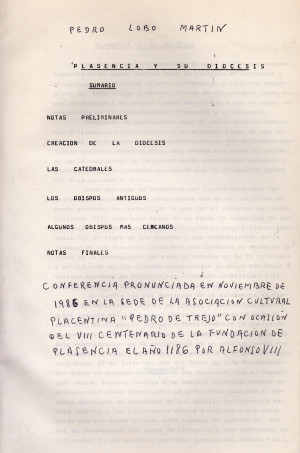 PEDRO LOBO MARTIN
PLASENCIA Y SU DIOCESIS
SUMARIO
NOTAS PRELIMINARES
CREACION DE LA DIOCESIS
LAS CATEDRALES
LOS OBISPOS ANTIGUOS
ALGUNOS OBISPOS MAS CERCANOS
NOTAS FINALES
CONFERENCIA PRONUNCIADA EN NOVIEMBRE DE
1986 EN LA SEDE DE LA ASOCIACION CULTURAL
PLACENTINA "PEDRO DE TREJO" CON OCASION
DEL VIII CENTENARIO DE LA FUNDACION DE
PLASENCIA EL AÑO 1186 POR ALFONSO VIII